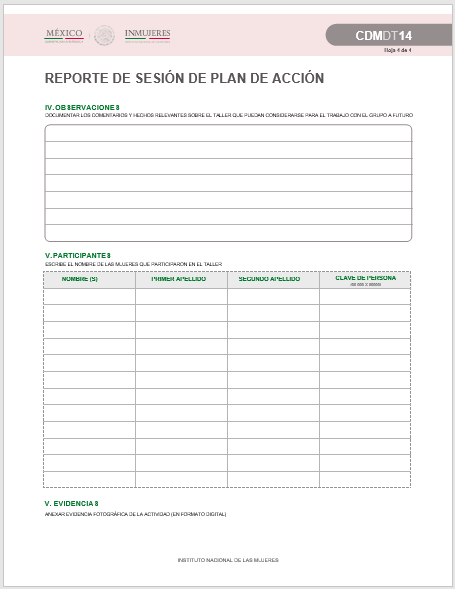 MÉXICO
INMUJERES
CDMDT14
Hoja 4 de 4
REPORTE DE SESIÓN DE PLAN DE ACCIÓN
IV. OBSERVACIONES
DOCUMENTAR LOS COMENTARIOS Y HECHOS RELEVANTES SOBRE EL TALLER QUE PUEDAN CONSIDERARSE PARA EL TRABAJO CON EL GRUPO A FUTURO
V. PARTICIPANTES
ESCRIBE EL NOMBRE DE LAS MUJERES QUE PARTICIPARON EN EL TALLER
NOMBRE (S) PRIMER APELLIDO SEGUNDO APELLIDO CLAVE DE PERSONA
V. EVIDENCIAS
ANEXAR EVIDENCIA FOTOGRÁFICA DE LA ACTIVIDAD (EN FORMATO DIGITAL)
INSTITUTO NACIONAL DE LAS MUJERES